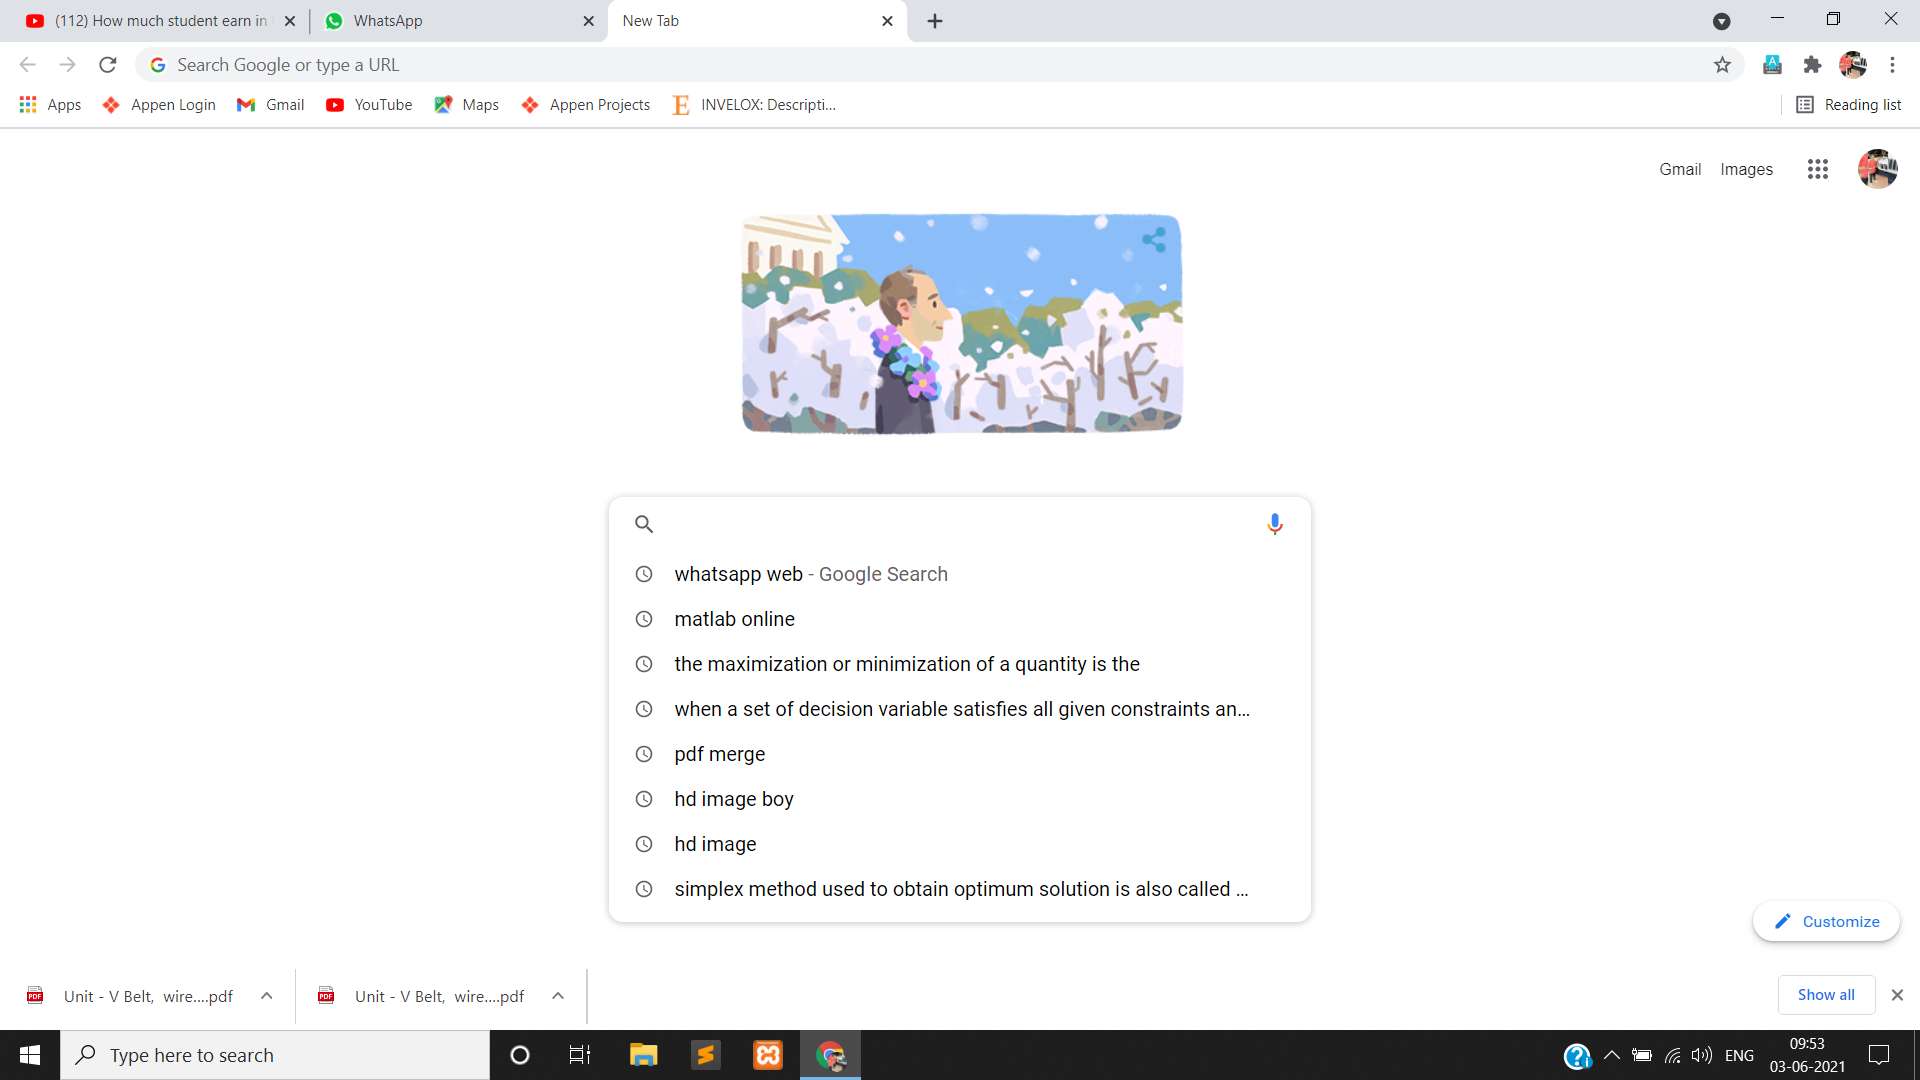 (112) How much student earn in
WhatsApp
New Tab
Search Google or type a URL
Apps
Appen Login
Gmail
YouTube
Maps
Appen Projects
INVELOX: Descripti...
Reading list
Gmail
Images
whatsapp web - Google Search
matlab online
the maximization or minimization of a quantity is the
when a set of decision variable satisfies all given constraints an...
pdf merge
hd image boy
hd image
simplex method used to obtain optimum solution is also called ...
Customize
PDF
Unit - V Belt, wire....pdf
PDF
Unit - V Belt, wire....pdf
Show all
Type here to search
ENG
09:53
03-06-2021